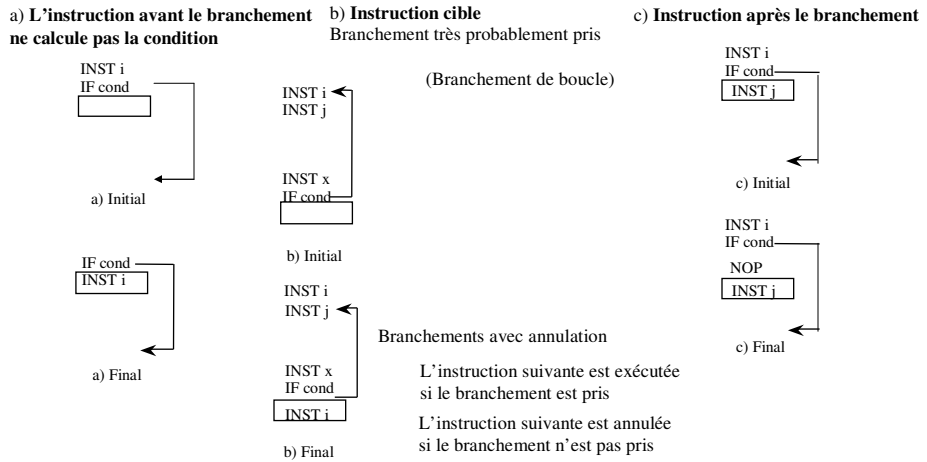 a) L'instruction avant le branchement
ne calcule pas la condition
INST i
IF cond
a) Initial
IF cond
INST i
a) Final
b) Instruction cible
Branchement très probablement pris
(Branchement de boucle)
INST i
INST j
INST x
IF cond
b) Initial
INST i
INST j
INST x
IF cond
INST i
b) Final
Branchements avec annulation
L'instruction suivante est exécutée
si le branchement est pris
L'instruction suivante est annulée
si le branchement n'est pas pris
c) Instruction après le branchement
INST i
IF cond
INST j
c) Initial
INST i
IF cond
NOP
INST j
c) Final